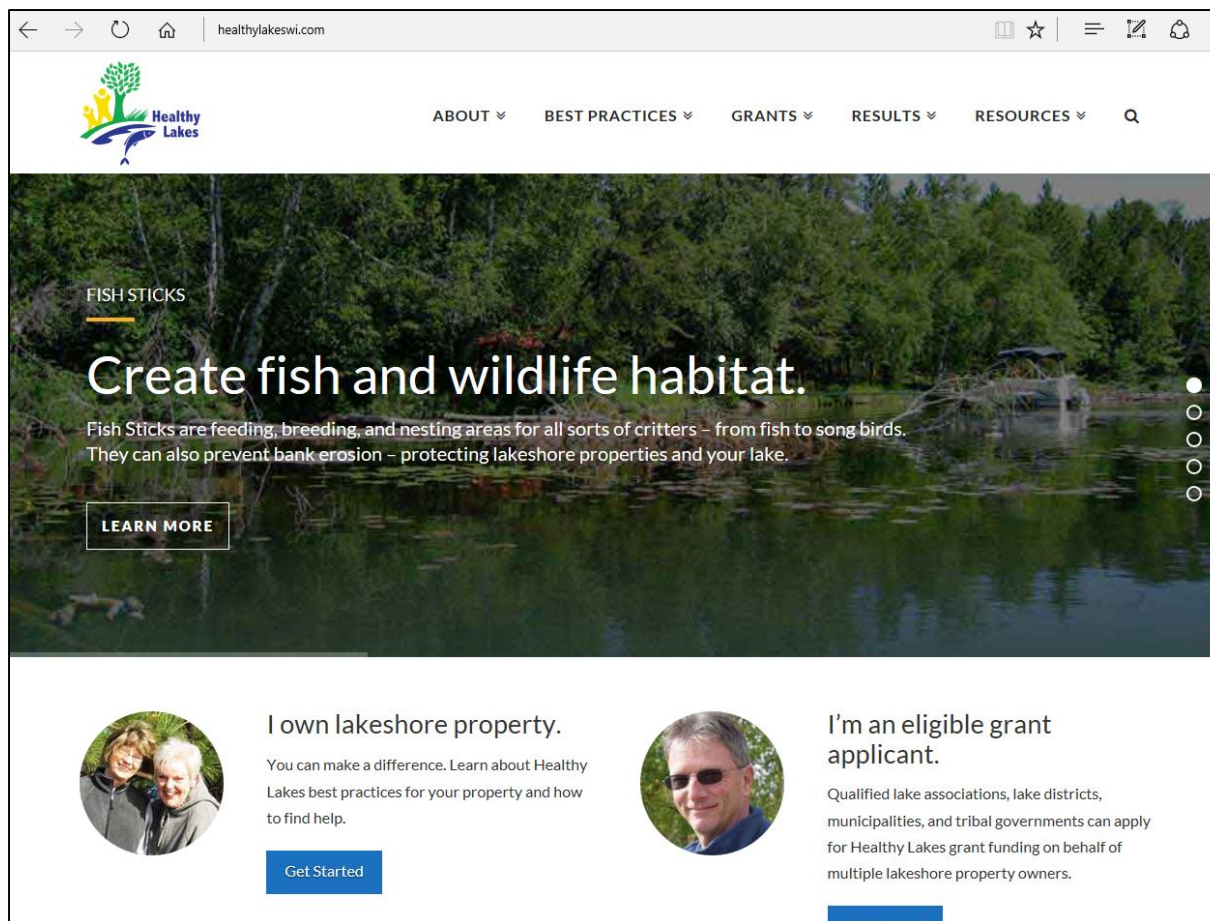 healthylakeswi.com
Healthy
Lakes
ABOUT BEST PRACTICES GRANTS RESULTS RESOURCES
FISH STICKS
Create fish and wildlife habitat.
Fish Sticks are feeding, breeding, and nesting areas for all sorts of critters – from fish to song birds.
They can also prevent bank erosion – protecting lakeshore properties and your lake.
LEARN MORE
I own lakeshore property.
You can make a difference. Learn about Healthy
Lakes best practices for your property and how
to find help.
Get Started
I'm an eligible grant
applicant.
Qualified lake associations, lake districts,
municipalities, and tribal governments can apply
for Healthy Lakes grant funding on behalf of
multiple lakeshore property owners.